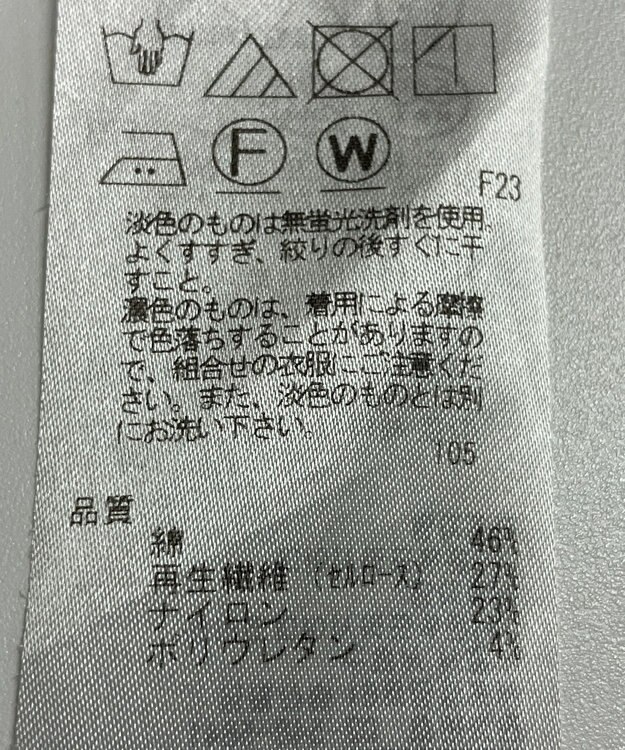 F
W
F23
淡色のものは無蛍光洗剤を使用、
よくすすぎ、絞りの後すぐに干
すこと。
濃色のものは、着用による摩擦
で色落ちすることがありますの
で、組合せの衣服にご注意くだ
さい。また、淡色のものとは別
にお洗い下さい。
105
品質
綿 46%
再生繊維（セルロース） 27%
ナイロン 23%
ポリウレタン 4%